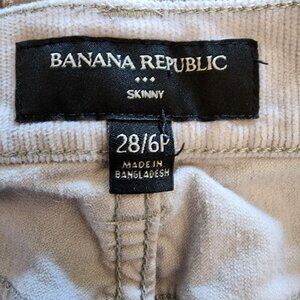 BANANA REPUBLIC
SKINNY
28/6P
MADE IN
BANGLADESH